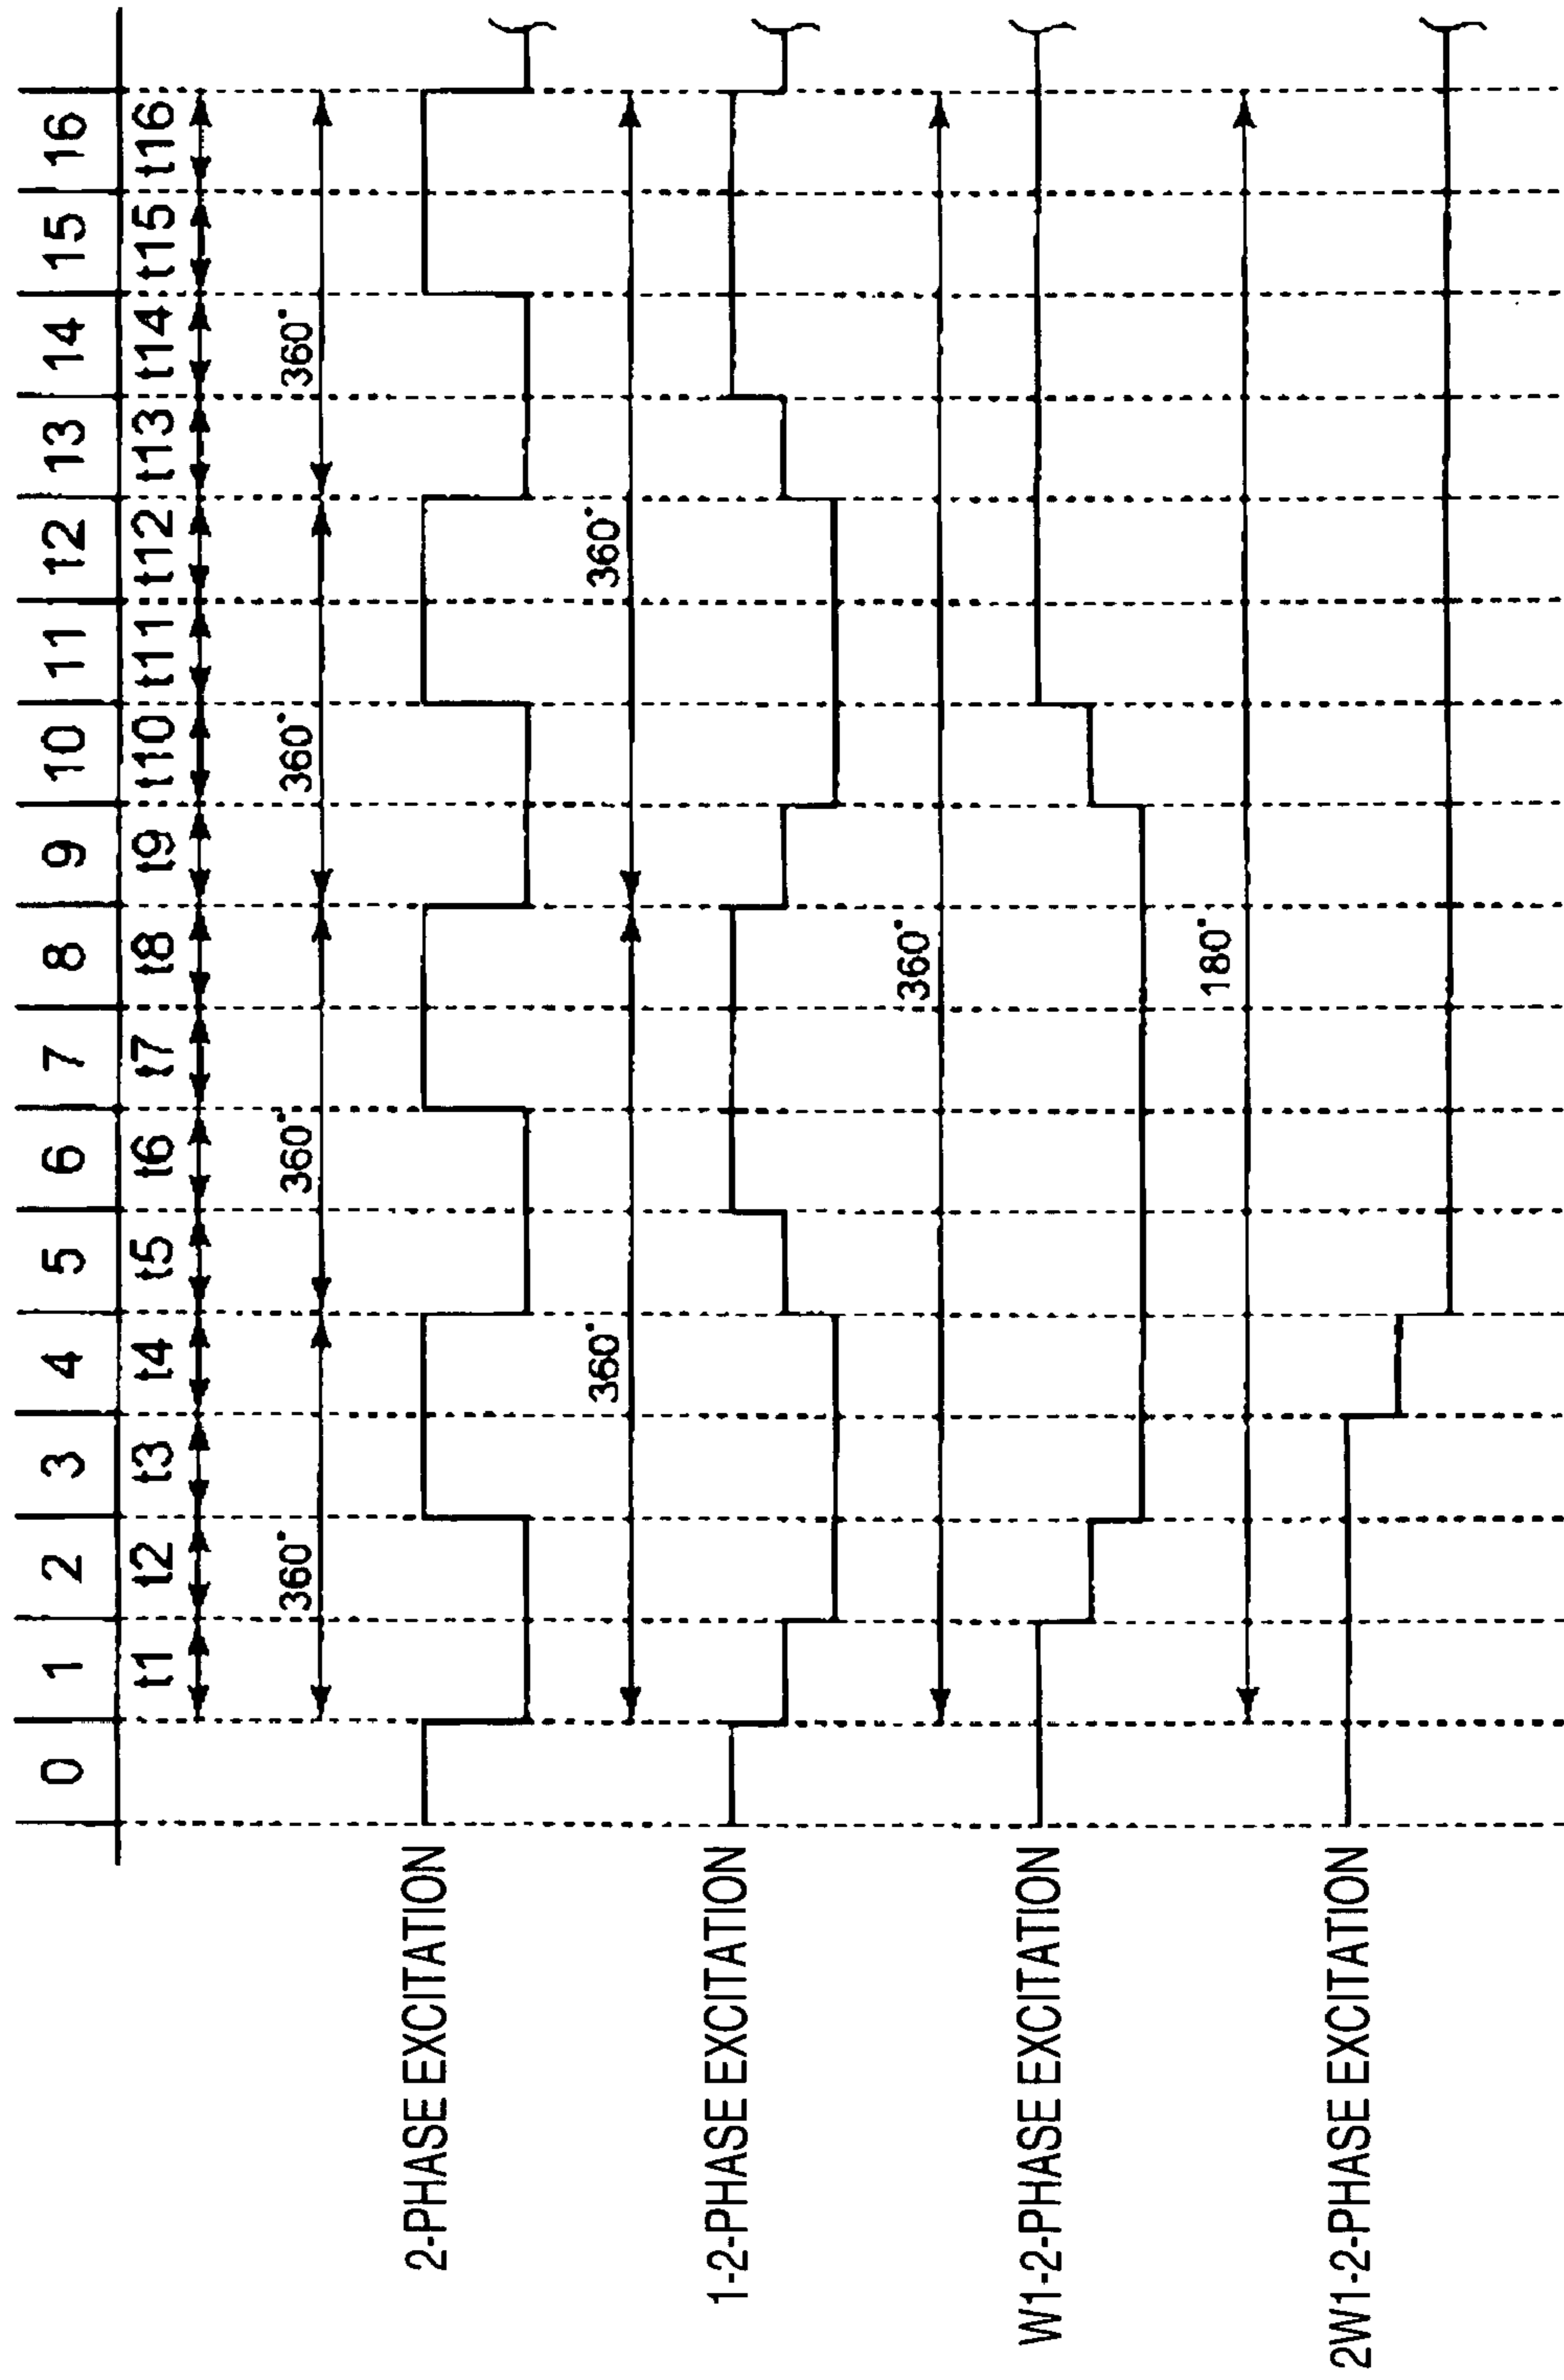 0 1 2 3 4 5 6 7 8 9 10 11 12 13 14 15 16
t1 t2 t3 t4 t5 t6 t7 t8 t9 t10 t11 t12 t13 t14 t15 t16
360° 360° 360° 360°
2-PHASE EXCITATION
360° 360°
1-2-PHASE EXCITATION
360°
W1-2-PHASE EXCITATION
180°
2W1-2-PHASE EXCITATION